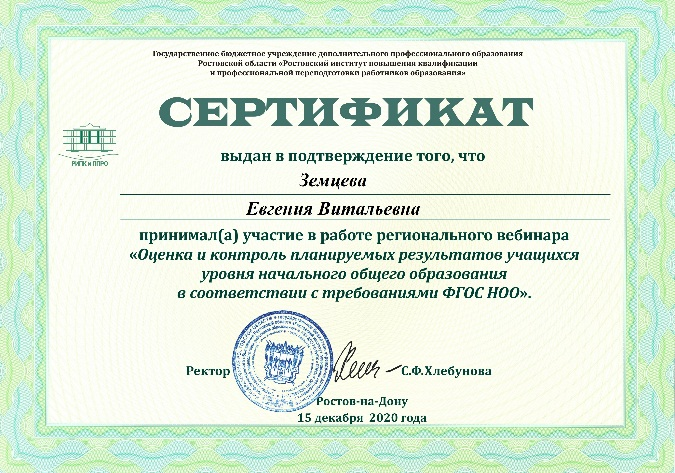 Государственное бюджетное учреждение дополнительного профессионального образования
Ростовской области «Ростовский институт повышения квалификации
и профессиональной переподготовки работников образования»
СЕРТИФИКАТ
РИПК и ППРО
выдан в подтверждение того, что
Земцева
Евгения Витальевна
принимал(а) участие в работе регионального вебинара
«Оценка и контроль планируемых результатов учащихся
уровня начального общего образования
в соответствии с требованиями ФГОС НОО».
Ректор С.Ф.Хлебунова
Ростов-на-Дону
15 декабря 2020 года